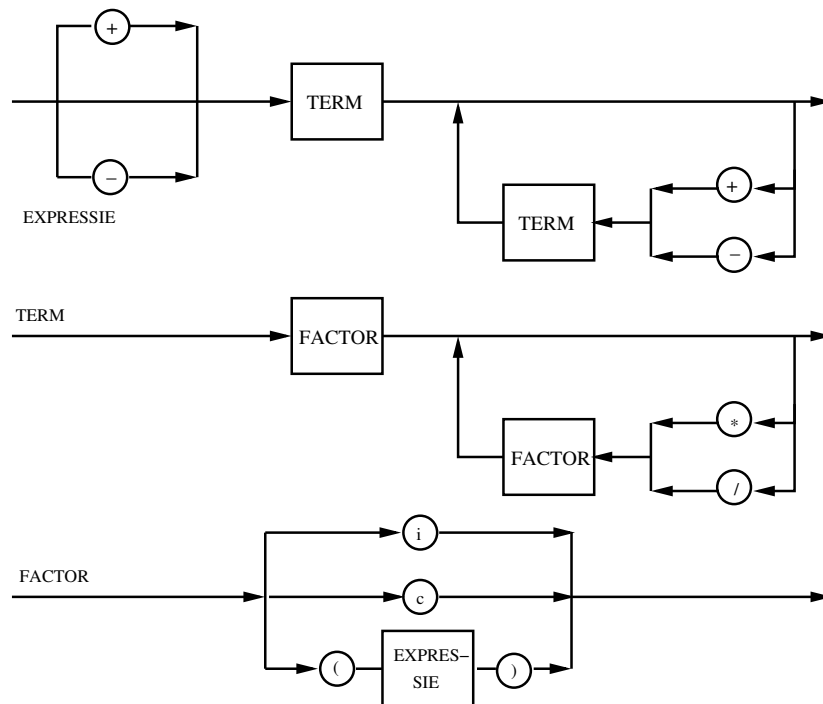 +
TERM
−
EXPRESSIE
+
TERM
−
TERM
FACTOR
*
FACTOR
/
i
FACTOR
c
( EXPRES−
SIE )